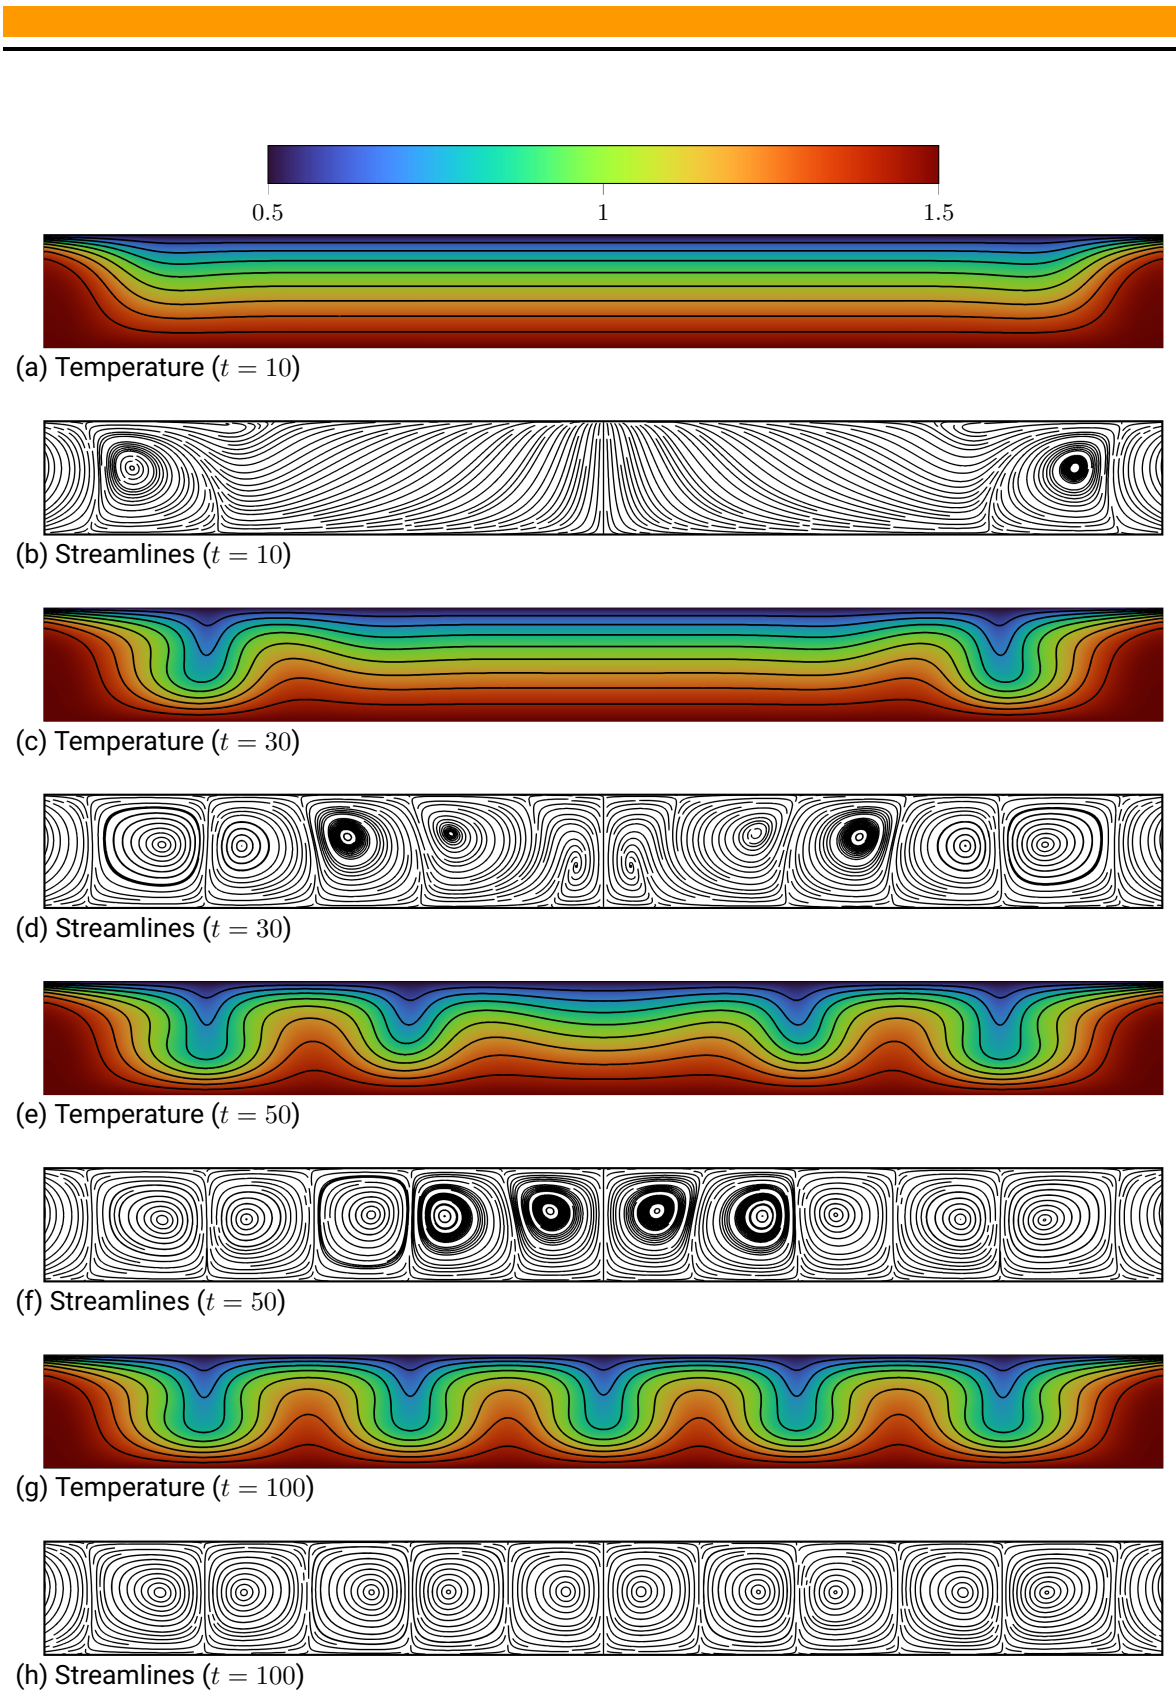 0.5 1 1.5
(a) Temperature (t = 10)
(b) Streamlines (t = 10)
(c) Temperature (t = 30)
(d) Streamlines (t = 30)
(e) Temperature (t = 50)
(f) Streamlines (t = 50)
(g) Temperature (t = 100)
(h) Streamlines (t = 100)